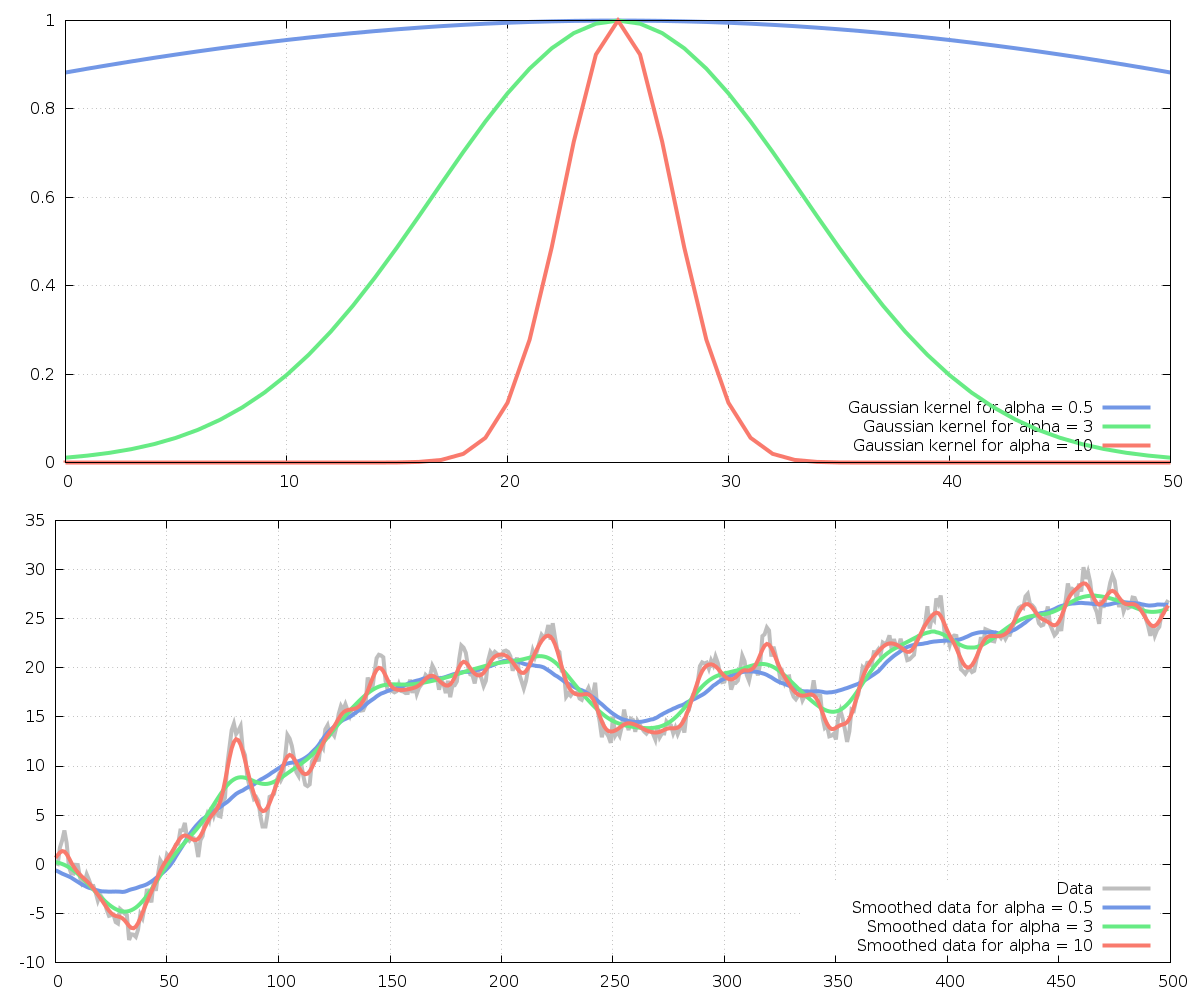 1
0.8
0.6
0.4
0.2
0
0 10 20 30 40 50
Gaussian kernel for alpha = 0.5
Gaussian kernel for alpha = 3
Gaussian kernel for alpha = 10
35
30
25
20
15
10
5
0
-5
-10
0 50 100 150 200 250 300 350 400 450 500
Data
Smoothed data for alpha = 0.5
Smoothed data for alpha = 3
Smoothed data for alpha = 10